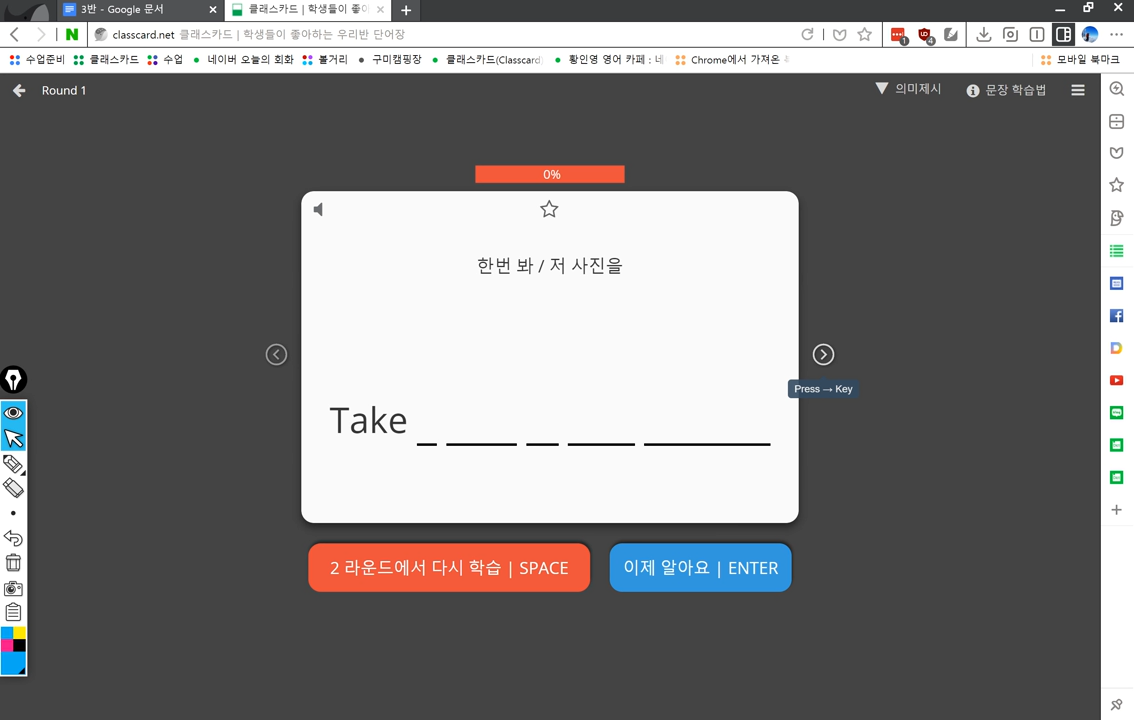 3반 - Google 문서
클래스카드 | 학생들이 좋아
classcard.net 클래스카드 | 학생들이 좋아하는 우리반 단어장
수업준비 클래스카드 수업 네이버 오늘의 회화 볼거리 구미캠핑장 클래스카드(Classcard) 황인영 영어 카페 : 네 Chrome에서 가져온 모바일 북마크
Round 1
의미제시 문장 학습법
0%
한번 봐 / 저 사진을
Press → Key
Take _ _ _ _ _
2 라운드에서 다시 학습 | SPACE
이제 알아요 | ENTER